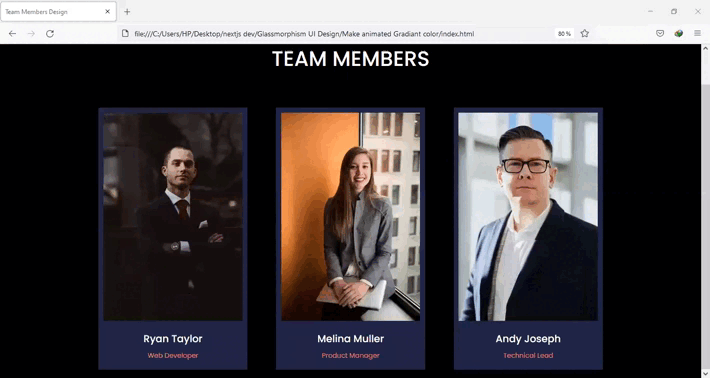 Team Members Design
file:///C:/Users/HP/Desktop/nextjs dev/Glassmorphism UI Design/Make animated Gradiant color/index.html
80%
TEAM MEMBERS
Ryan Taylor
Melina Muller
Andy Joseph
Web Developer
Product Manager
Technical Lead